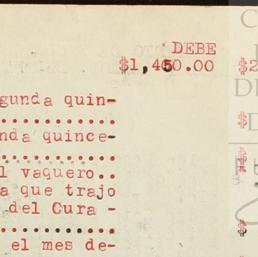 DEBE
$1,450.00
gunda quin-
nda quince-
l vaquero..
a que trajo
del Cura -
el mes de-